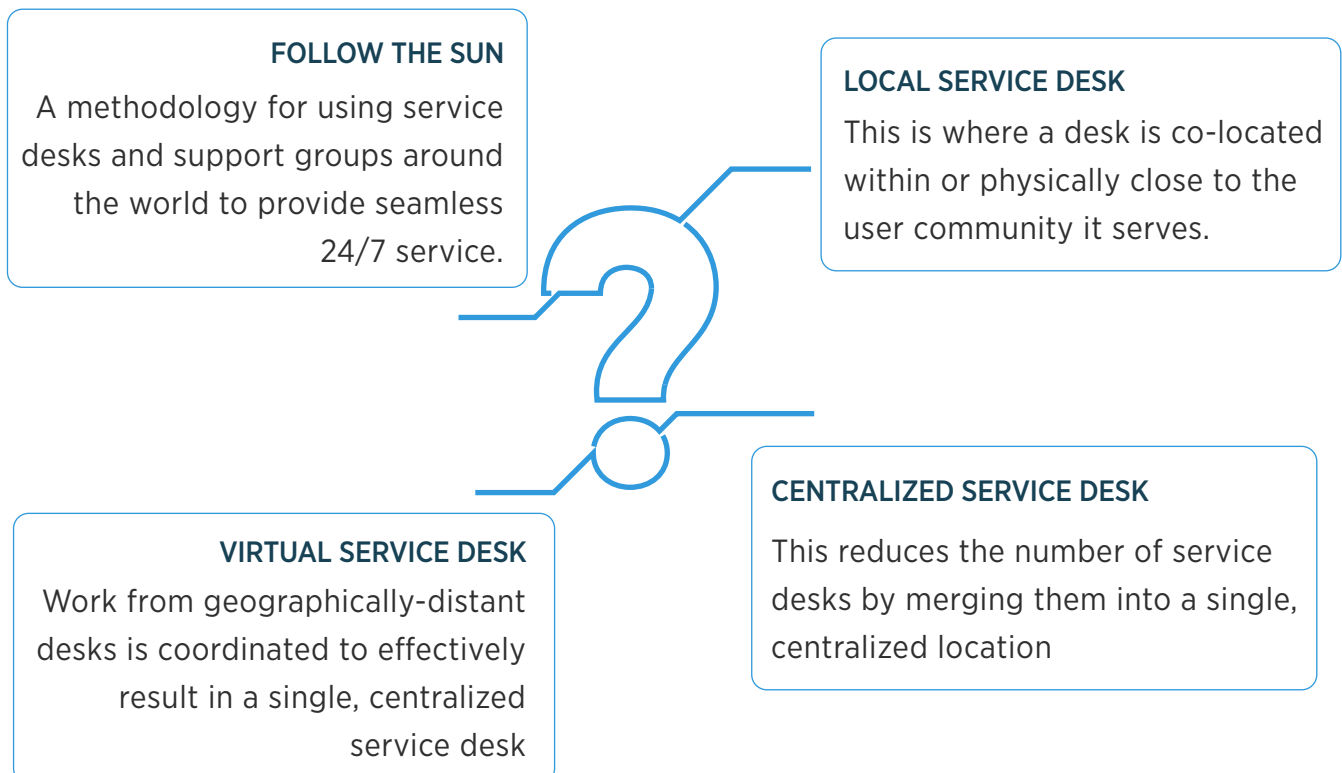 FOLLOW THE SUN
A methodology for using service
desks and support groups around
the world to provide seamless
24/7 service.
LOCAL SERVICE DESK
This is where a desk is co-located
within or physically close to the
user community it serves.
VIRTUAL SERVICE DESK
Work from geographically-distant
desks is coordinated to effectively
result in a single, centralized
service desk
CENTRALIZED SERVICE DESK
This reduces the number of service
desks by merging them into a single,
centralized location